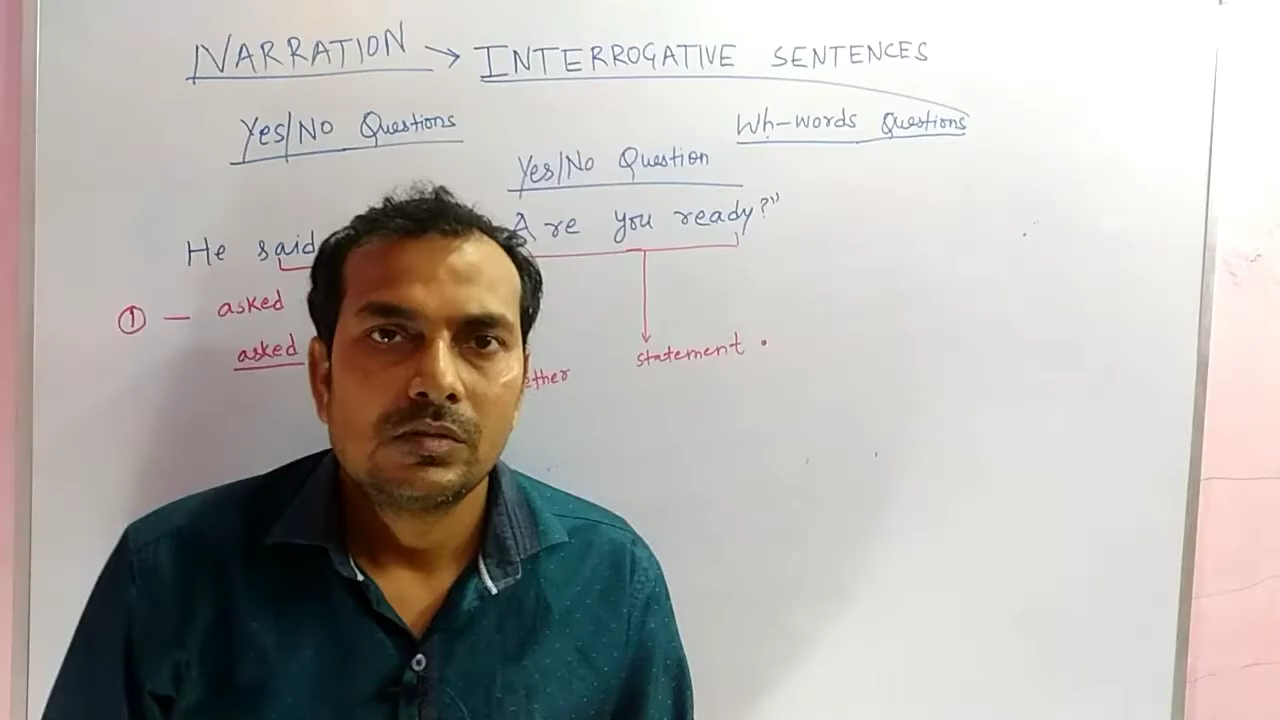 NARRATION → INTERROGATIVE SENTENCES
Yes/No Questions
Wh-words Questions
Yes/No Question
He said Are you ready?"
① — asked
asked
statement .